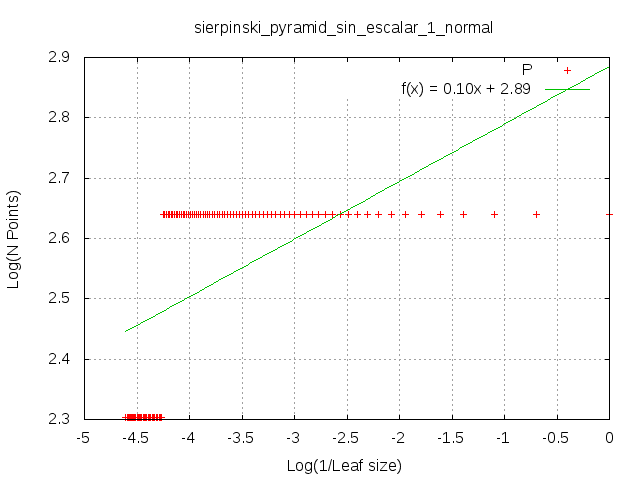 sierpinski_pyramid_sin_escalar_1_normal
2.9
P
f(x) = 0.10x + 2.89
2.8
2.7
2.6
2.5
2.4
2.3
Log(N Points)
-5 -4.5 -4 -3.5 -3 -2.5 -2 -1.5 -1 -0.5 0
Log(1/Leaf size)